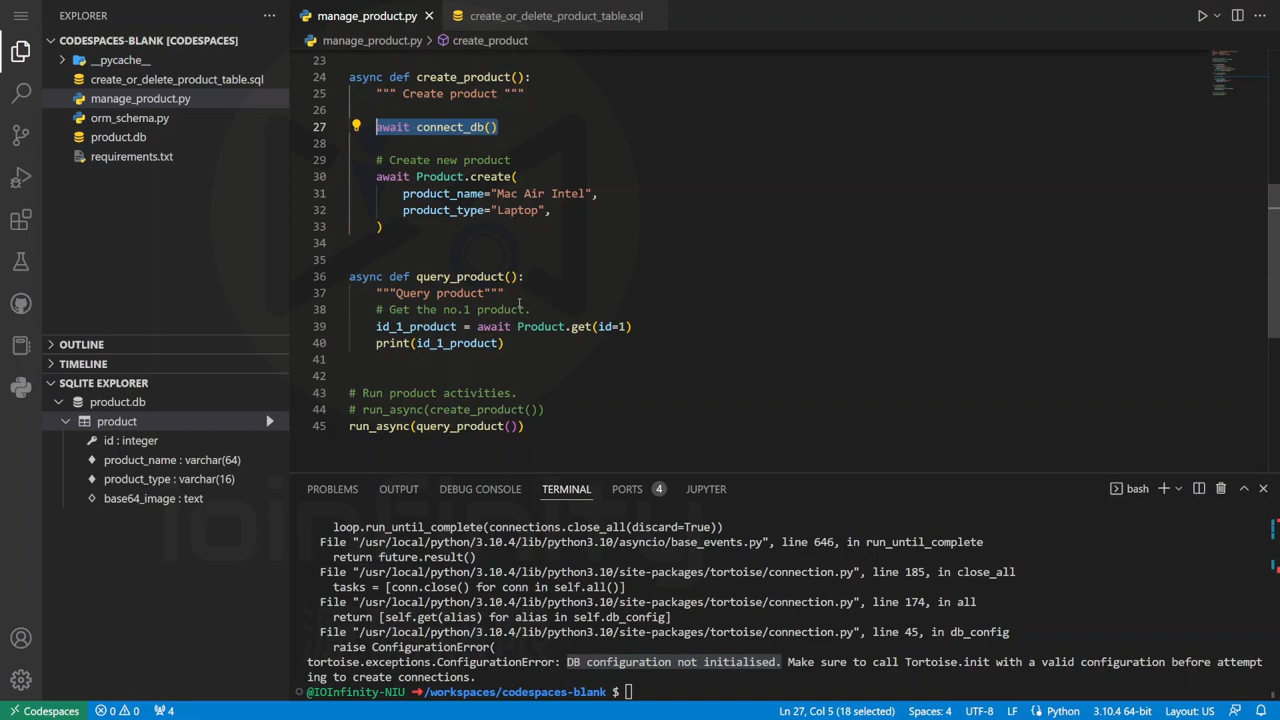 EXPLORER
CODESPACES-BLANK [CODESPACES]
__pycache__
create_or_delete_product_table.sql
manage_product.py
orm_schema.py
product.db
requirements.txt
OUTLINE
TIMELINE
SQLITE EXPLORER
product.db
product
id : integer
product_name : varchar(64)
product_type : varchar(16)
base64_image : text
manage_product.py
create_or_delete_product_table.sql
manage_product.py
create_product
23
24 async def create_product():
25 """ Create product """
26
27 await connect_db()
28
29 # Create new product
30 await Product.create(
31 product_name="Mac Air Intel",
32 product_type="Laptop",
33 )
34
35
36 async def query_product():
37 """Query product"""
38 # Get the no.1 product.
39 id_1_product = await Product.get(id=1)
40 print(id_1_product)
41
42
43 # Run product activities.
44 # run_async(create_product())
45 run_async(query_product())
PROBLEMS OUTPUT DEBUG CONSOLE TERMINAL PORTS 4 JUPYTER
bash
loop.run_until_complete(connections.close_all(discard=True))
File "/usr/local/python/3.10.4/lib/python3.10/asyncio/base_events.py", line 646, in run_until_complete
return future.result()
File "/usr/local/python/3.10.4/lib/python3.10/site-packages/tortoise/connection.py", line 185, in close_all
tasks = [conn.close() for conn in self.all()]
File "/usr/local/python/3.10.4/lib/python3.10/site-packages/tortoise/connection.py", line 174, in all
return [self.get(alias) for alias in self.db_config]
File "/usr/local/python/3.10.4/lib/python3.10/site-packages/tortoise/connection.py", line 45, in db_config
raise ConfigurationError(
tortoise.exceptions.ConfigurationError: DB configuration not initialised. Make sure to call Tortoise.init with a valid configuration before attempt
ing to create connections.
@IOInfinity-NIU ➜/workspaces/codespaces-blank $
Codespaces 0 0 4
Ln 27, Col 5 (18 selected) Spaces: 4 UTF-8 LF Python 3.10.4 64-bit Layout: US